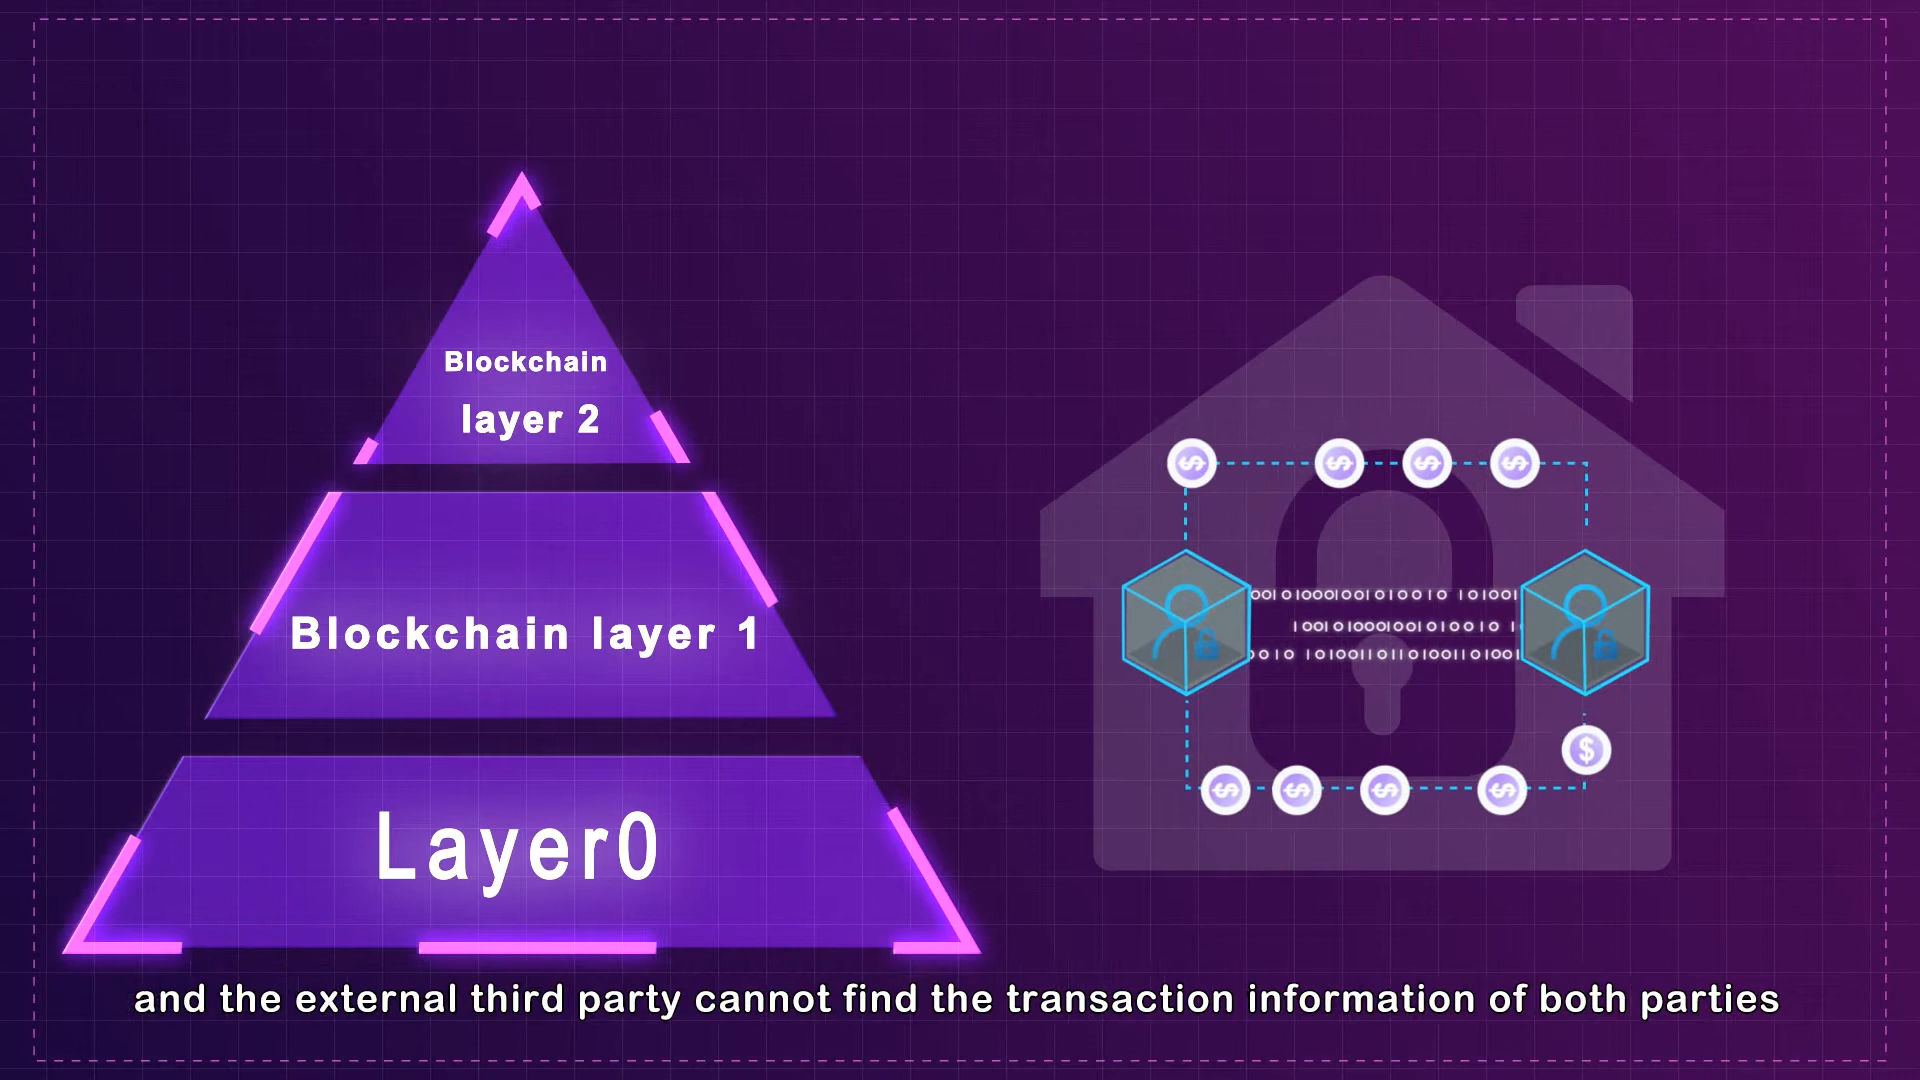 Blockchain
layer 2
Blockchain layer 1
Layer0
and the external third party cannot find the transaction information of both parties